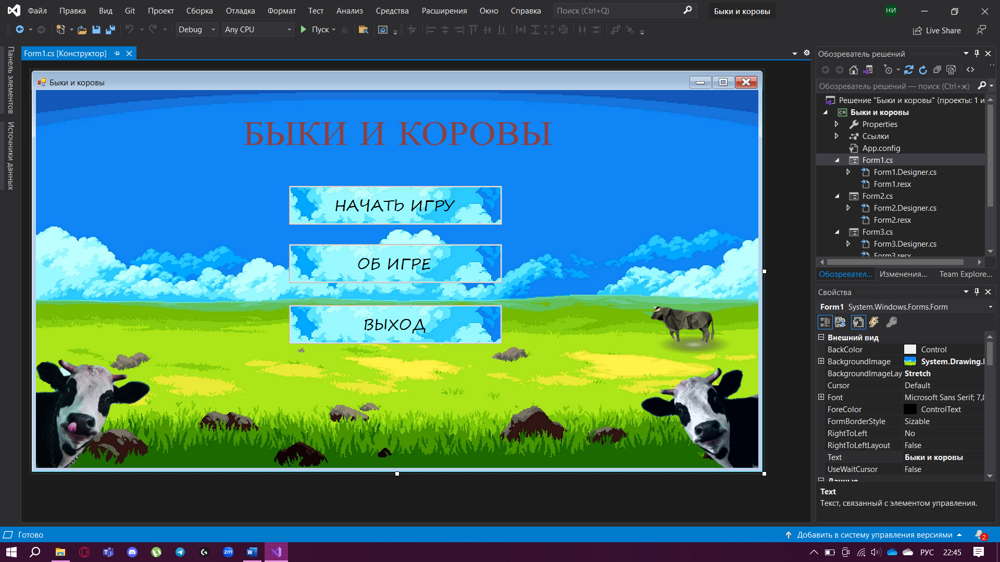 Файл Правка Вид Git Проект Сборка Отладка Формат Тест Анализ Средства Расширения Окно Справка Поиск (Ctrl+Q) Быки и коровы НИ
Debug Any CPU Пуск Live Share
Панель элементов
Источники данных
Form1.cs [Конструктор]
Быки и коровы
БЫКИ И КОРОВЫ
НАЧАТЬ ИГРУ
ОБ ИГРЕ
ВЫХОД
Обозреватель решений
Обозреватель решений — поиск (Ctrl+ж)
Решение "Быки и коровы" (проекты: 1 и
C# Быки и коровы
Properties
Ссылки
App.config
Form1.cs
Form1.Designer.cs
Form1.resx
Form2.cs
Form2.Designer.cs
Form2.resx
Form3.cs
Form3.Designer.cs
Form3.resx
Обозревател... Изменения... Team Explore...
Свойства
Form1 System.Windows.Forms.Form
Внешний вид
BackColor Control
BackgroundImage System.Drawing.
BackgroundImageLay Stretch
Cursor Default
Font Microsoft Sans Serif; 7,8
ForeColor ControlText
FormBorderStyle Sizable
RightToLeft No
RightToLeftLayout False
Text Быки и коровы
UseWaitCursor False
Данные
Text
Текст, связанный с элементом управления.
Готово Добавить в систему управления версиями 2
zm РУС 22:45